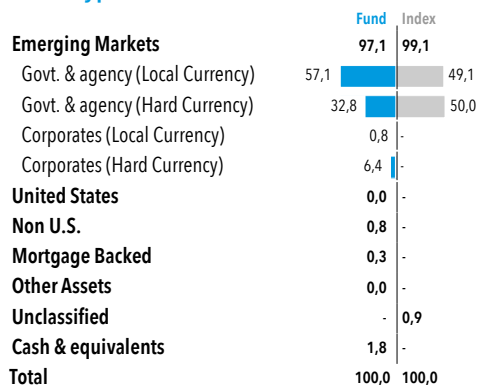 Fund Index
Emerging Markets 97,1 99,1
Govt. & agency (Local Currency) 57,1 49,1
Govt. & agency (Hard Currency) 32,8 50,0
Corporates (Local Currency) 0,8 -
Corporates (Hard Currency) 6,4 -
United States 0,0 -
Non U.S. 0,8 -
Mortgage Backed 0,3 -
Other Assets 0,0 -
Unclassified - 0,9
Cash & equivalents 1,8 -
Total 100,0 100,0